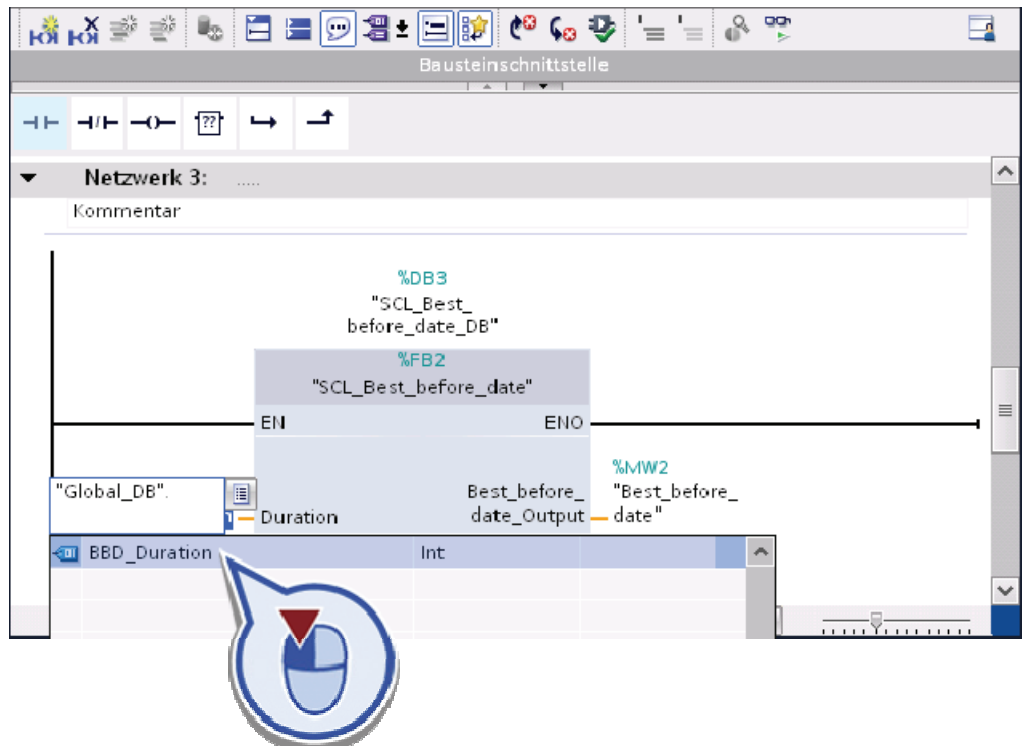 Bausteinschnittstelle
??
Netzwerk 3: .....
Kommentar
%DB3
"SCL_Best_
before_date_DB"
%FB2
"SCL_Best_before_date"
EN ENO
%MW2
"Global_DB". Best_before_ "Best_before_
Duration date_Output date"
BBD_Duration Int